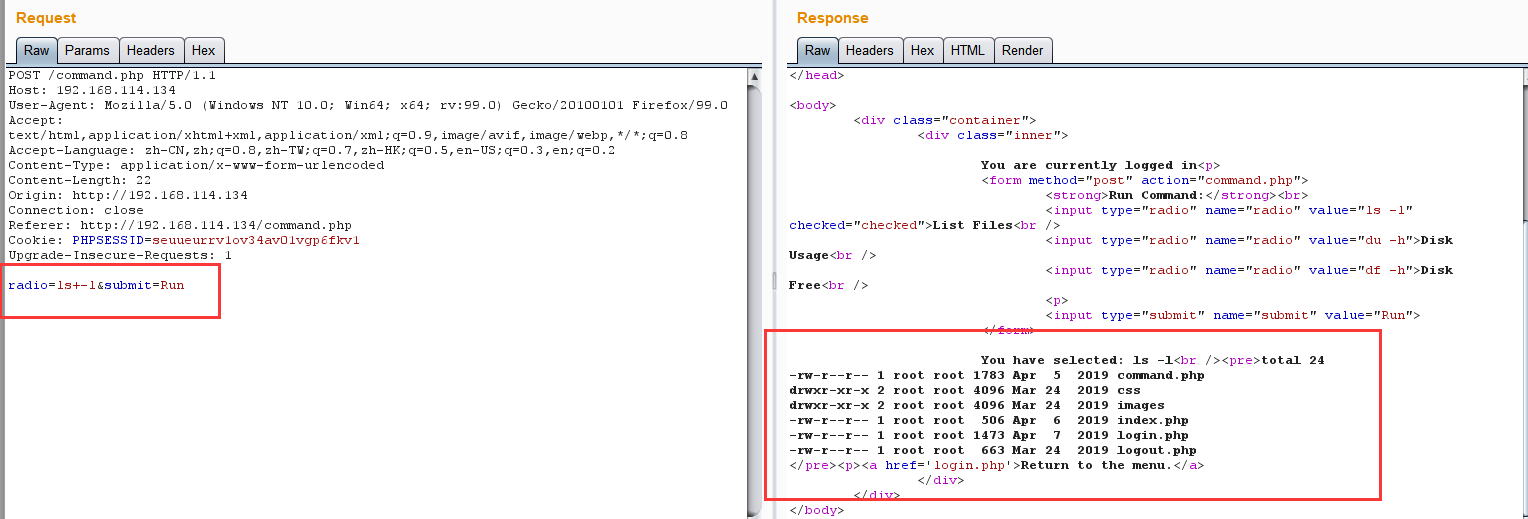 Request
Raw Params Headers Hex
POST /command.php HTTP/1.1
Host: 192.168.114.134
User-Agent: Mozilla/5.0 (Windows NT 10.0; Win64; x64; rv:99.0) Gecko/20100101 Firefox/99.0
Accept:
text/html,application/xhtml+xml,application/xml;q=0.9,image/avif,image/webp,*/*;q=0.8
Accept-Language: zh-CN,zh;q=0.8,zh-TW;q=0.7,zh-HK;q=0.5,en-US;q=0.3,en;q=0.2
Content-Type: application/x-www-form-urlencoded
Content-Length: 22
Origin: http://192.168.114.134
Connection: close
Referer: http://192.168.114.134/command.php
Cookie: PHPSESSID=seuueurrv1ov34av01vgp6fkv1
Upgrade-Insecure-Requests: 1
radio=ls+-l&submit=Run
Response
Raw Headers Hex HTML Render
</head>
<body>
<div class="container">
<div class="inner">
You are currently logged in<p>
<form method="post" action="command.php">
<strong>Run Command:</strong><br>
<input type="radio" name="radio" value="ls -l"
checked="checked">List Files<br />
<input type="radio" name="radio" value="du -h">Disk
Usage<br />
<input type="radio" name="radio" value="df -h">Disk
Free<br />
<p>
<input type="submit" name="submit" value="Run">
</form>
You have selected: ls -l<br /><pre>total 24
-rw-r--r-- 1 root root 1783 Apr  5  2019 command.php
drwxr-xr-x 2 root root 4096 Mar 24  2019 css
drwxr-xr-x 2 root root 4096 Mar 24  2019 images
-rw-r--r-- 1 root root  506 Apr  6  2019 index.php
-rw-r--r-- 1 root root 1473 Apr  7  2019 login.php
-rw-r--r-- 1 root root  663 Mar 24  2019 logout.php
</pre><p><a href='login.php'>Return to the menu.</a>
</div>
</div>
</body>